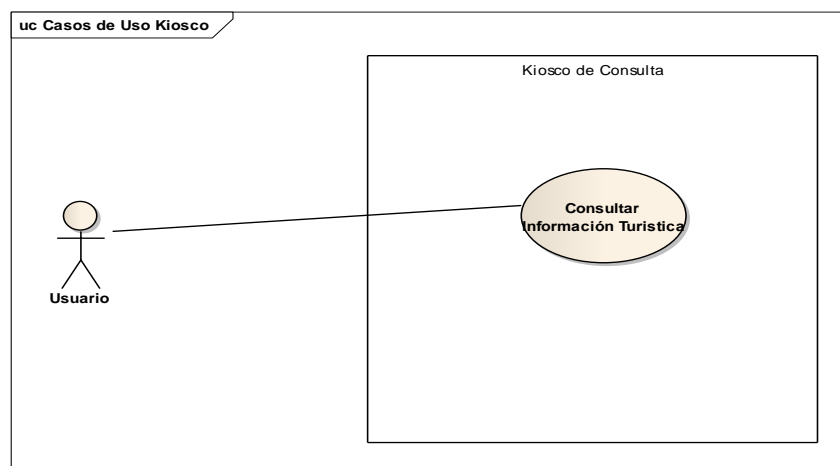 uc Casos de Uso Kiosco
Kiosco de Consulta
Consultar
Información Turistica
Usuario